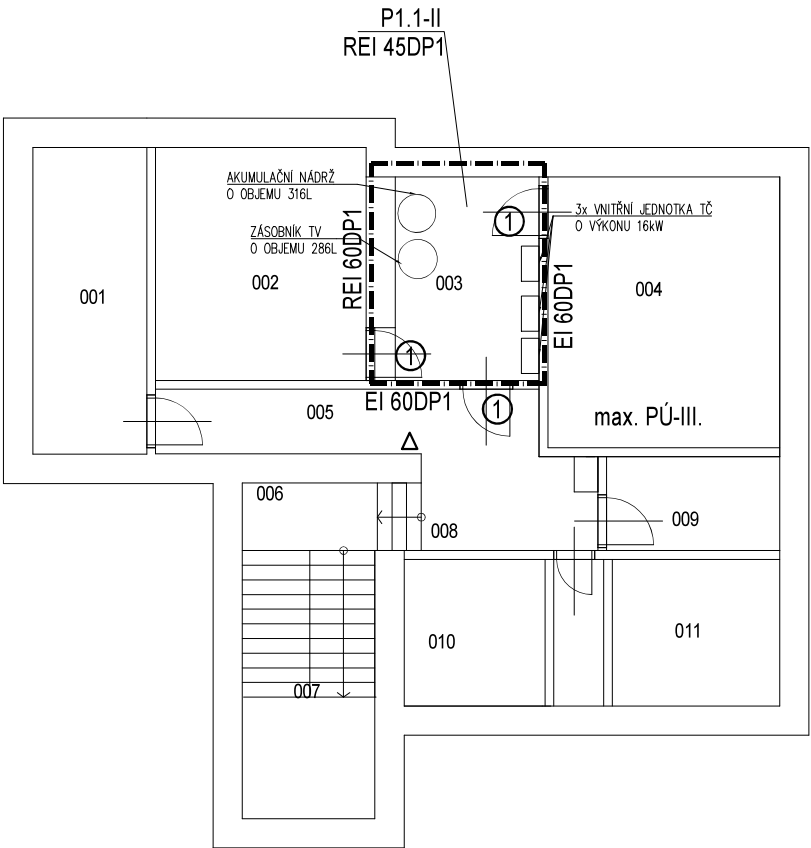 P1.1-II
REI 45DP1
AKUMULAČNÍ NÁDRŽ
O OBJEMU 316L
3x VNITŘNÍ JEDNOTKA TČ
O VÝKONU 16kW
1
ZÁSOBNÍK TV
O OBJEMU 286L
REI 60DP1
001
002
003
004
EI 60DP1
1
EI 60DP1
1
005
max. PÚ-III.
006
008
009
010
011
007